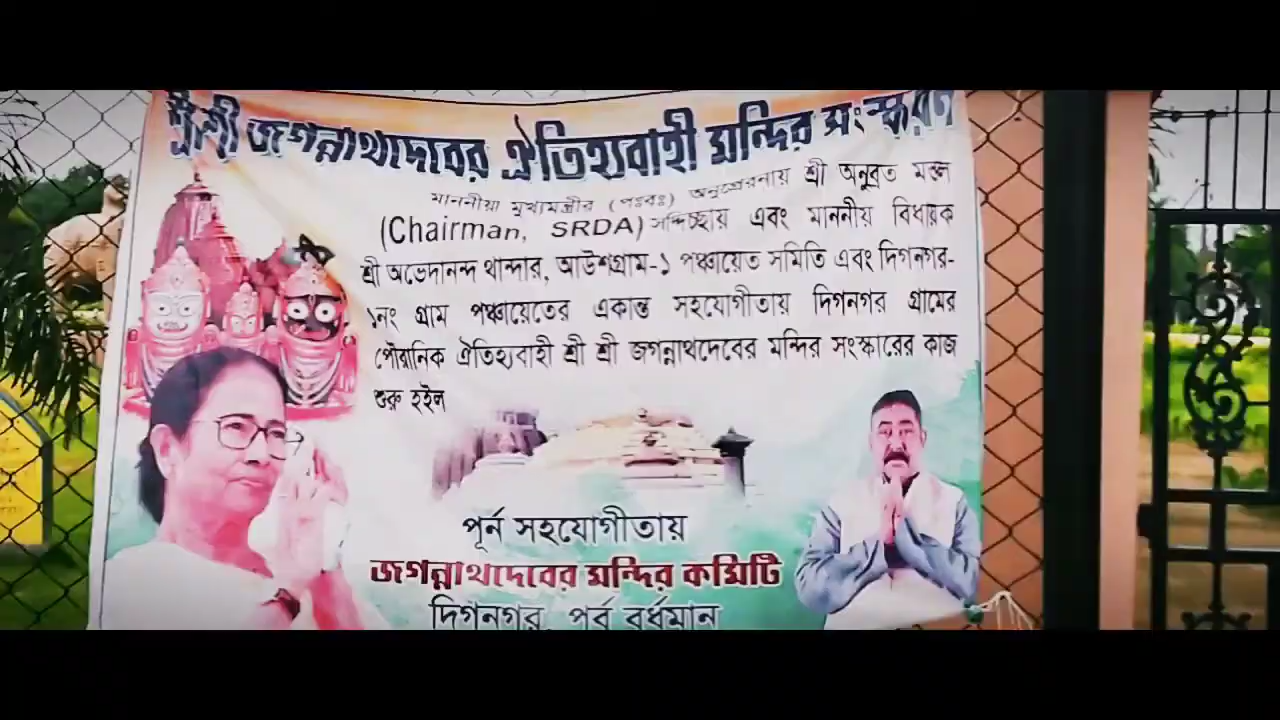 শ্রীশ্রী জগন্নাথদেবের ঐতিহ্যবাহী মন্দির সংস্করণ
মাননীয়া মুখ্যমন্ত্রীর (পঃবঃ) অনুপ্রেরনায় শ্রী অনুব্রত মন্ডল
(Chairman, SRDA) সদিচ্ছায় এবং মাননীয় বিধায়ক
শ্রী অভেদানন্দ থান্দার, আউশগ্রাম-১ পঞ্চায়েত সমিতি এবং দিগনগর-
১নং গ্রাম পঞ্চায়েতের একান্ত সহযোগীতায় দিগনগর গ্রামের
পৌরানিক ঐতিহ্যবাহী শ্রী শ্রী জগন্নাথদেবের মন্দির সংস্কারের কাজ
শুরু হইল
পূর্ন সহযোগীতায়
জগন্নাথদেবের মন্দির কমিটি
দিগনগর, পূর্ব বর্ধমান